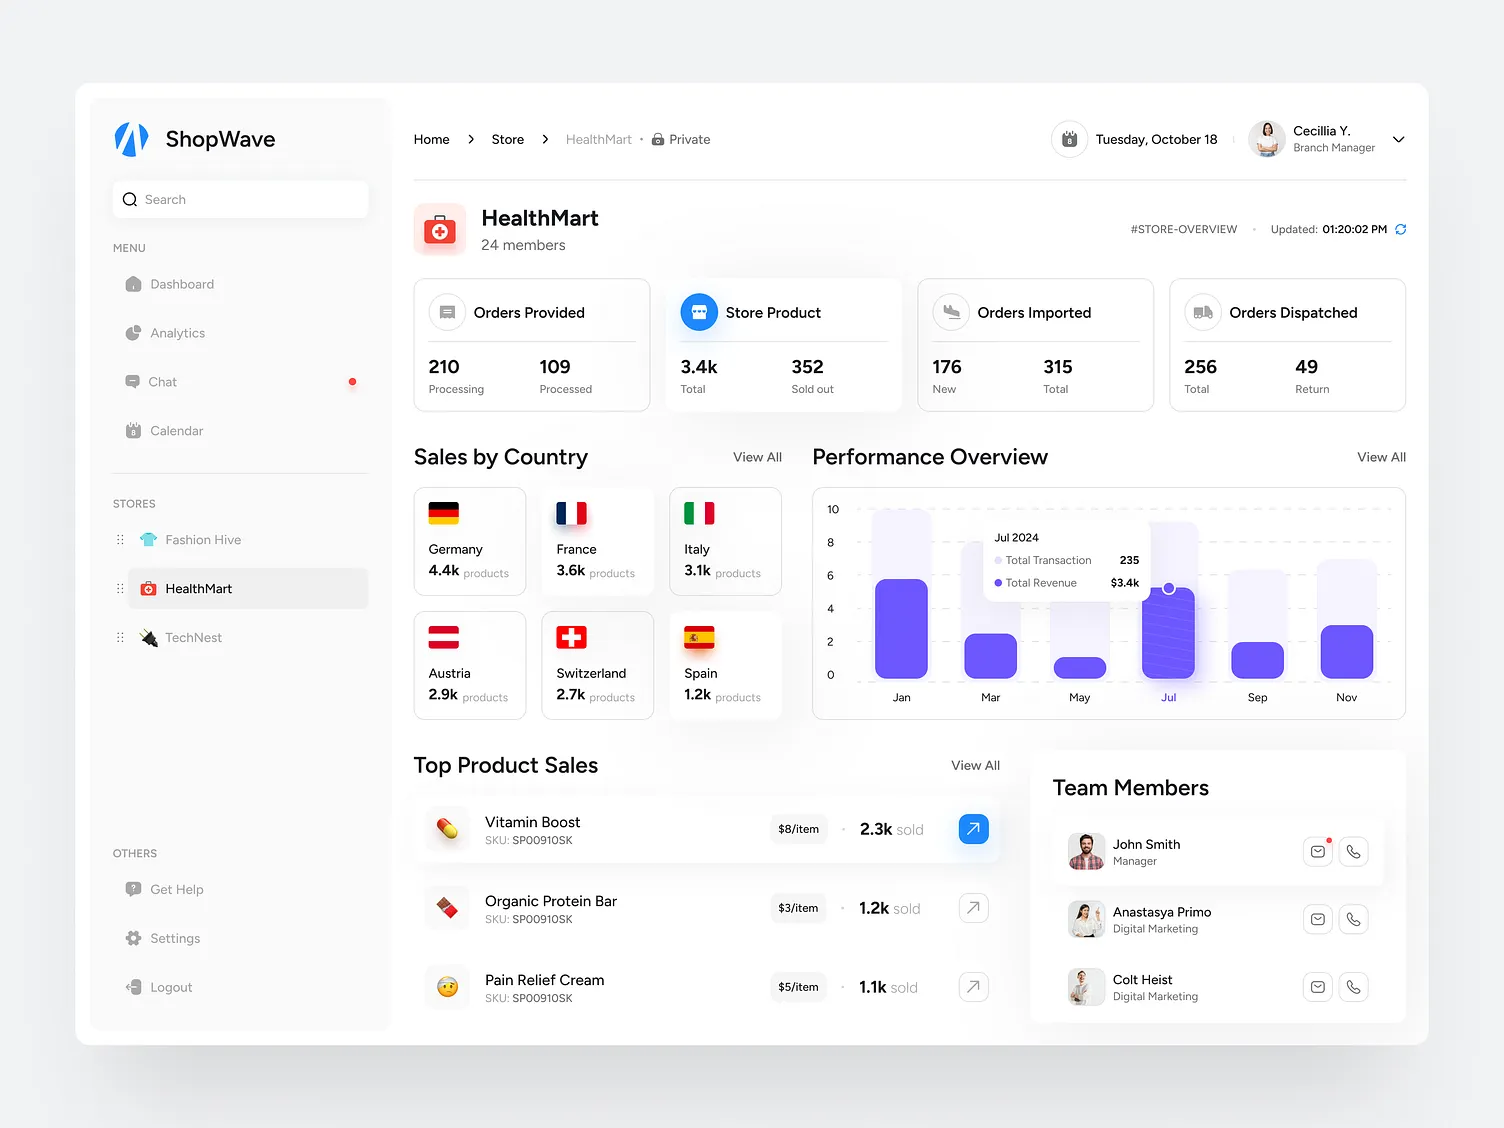 ShopWave
Search
MENU
Dashboard
Analytics
Chat
Calendar
8
STORES
Fashion Hive
HealthMart
TechNest
OTHERS
Get Help
Settings
Logout
Home > Store > HealthMart • Private
8
Tuesday, October 18
Cecillia Y.
Branch Manager
HealthMart
24 members
#STORE-OVERVIEW • Updated: 01:20:02 PM
Orders Provided
210 109
Processing Processed
Store Product
3.4k 352
Total Sold out
Orders Imported
176 315
New Total
Orders Dispatched
256 49
Total Return
Sales by Country
View All
Germany
4.4k products
France
3.6k products
Italy
3.1k products
Austria
2.9k products
Switzerland
2.7k products
Spain
1.2k products
Performance Overview
View All
10
8
6
4
2
0
Jul 2024
Total Transaction 235
Total Revenue $3.4k
Jan Mar May Jul Sep Nov
Top Product Sales
View All
Vitamin Boost
SKU: SP00910SK
$8/item • 2.3k sold
Organic Protein Bar
SKU: SP00910SK
$3/item • 1.2k sold
Pain Relief Cream
SKU: SP00910SK
$5/item • 1.1k sold
Team Members
John Smith
Manager
Anastasya Primo
Digital Marketing
Colt Heist
Digital Marketing